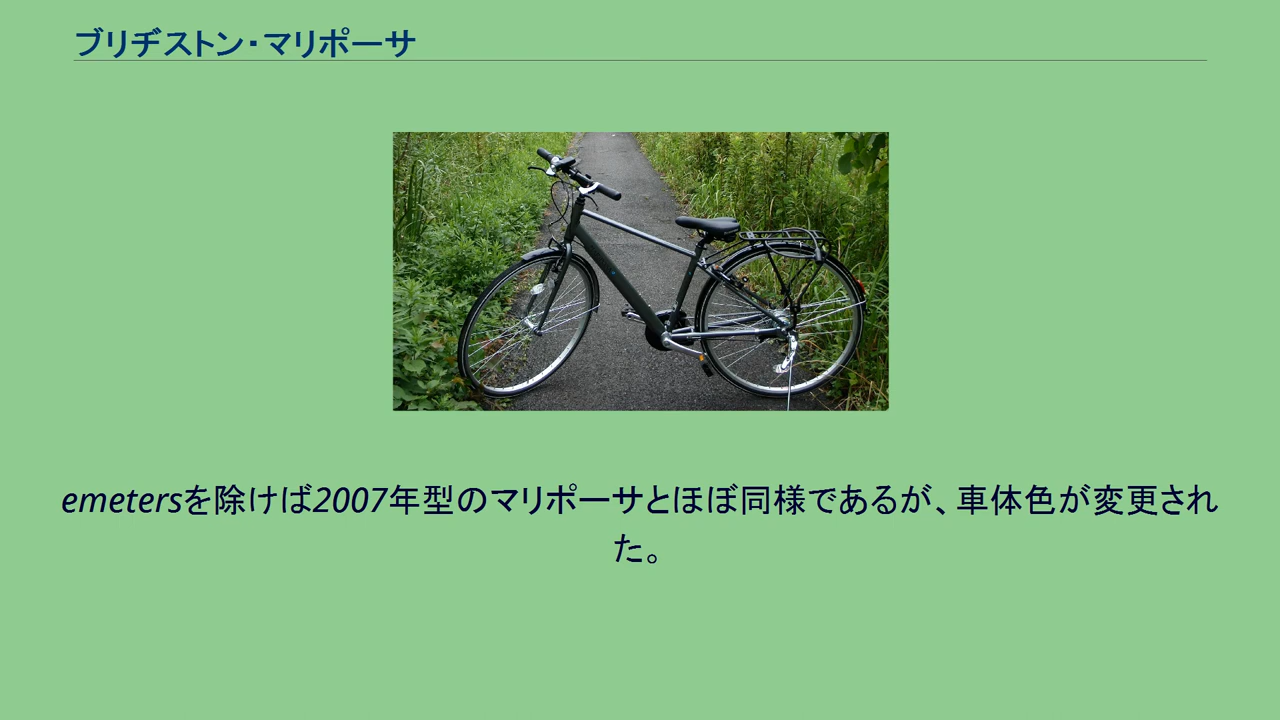 ブリヂストン・マリポーサ
emetersを除けば2007年型のマリポーサとほぼ同様であるが、車体色が変更され
た。